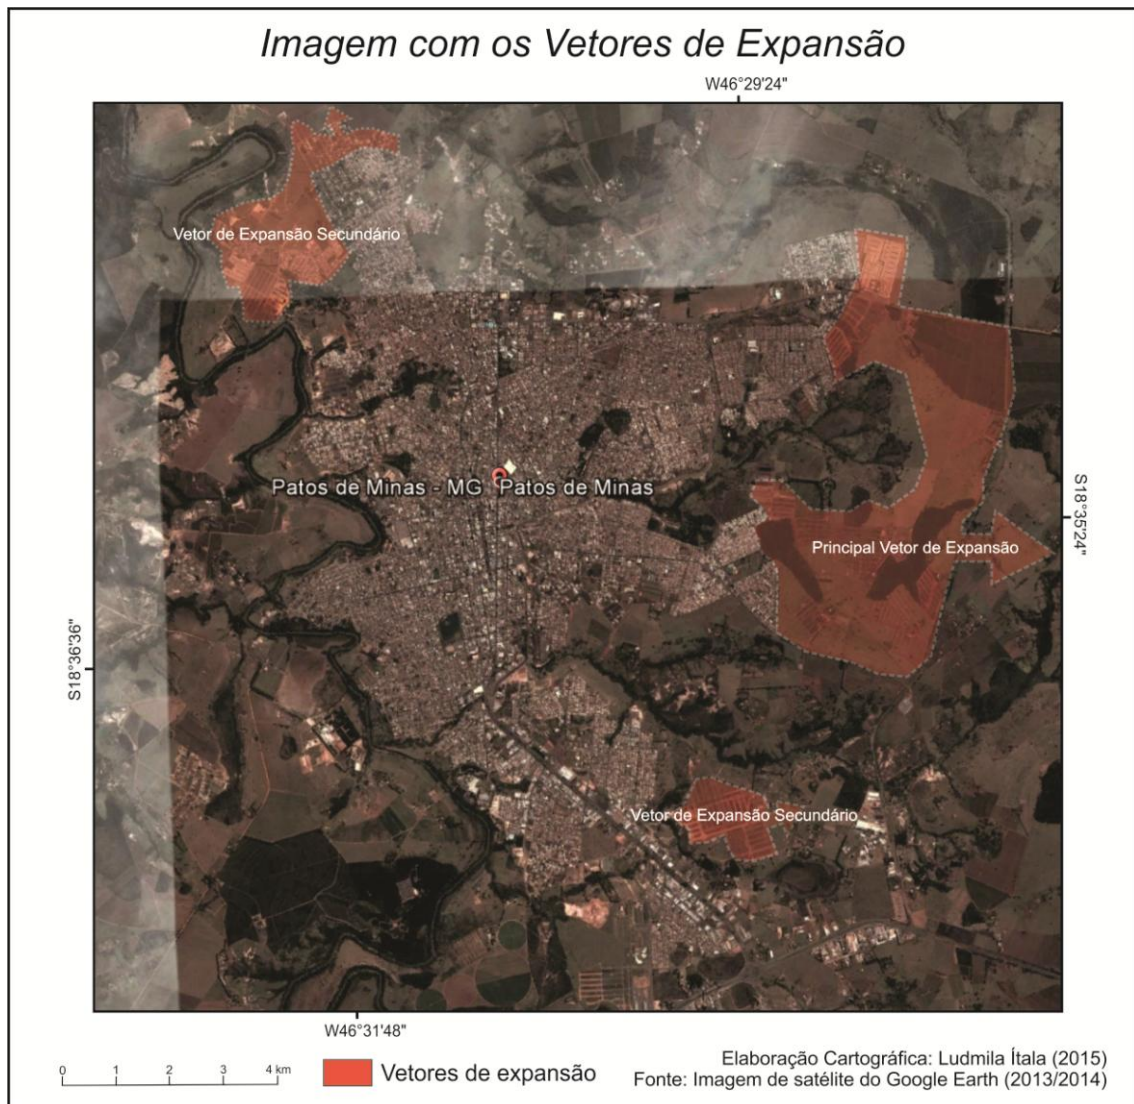 Imagem com os Vetores de Expansão
W46°29'24"
Vetor de Expansão Secundário
Patos de Minas - MG Patos de Minas
S18°35'24"
Principal Vetor de Expansão
S18°36'36"
Vetor de Expansão Secundário
W46°31'48"
0 1 2 3 4 km
Vetores de expansão
Elaboração Cartográfica: Ludmila Ítala (2015)
Fonte: Imagem de satélite do Google Earth (2013/2014)